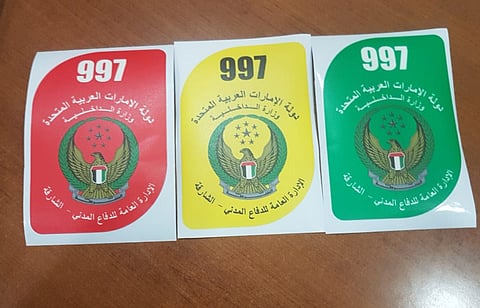 997
دولة الإمارات العربية المتحدة
وزارة الداخلية
الإدارة العامة للدفاع المدني - الشارقة
997
دولة الإمارات العربية المتحدة
وزارة الداخلية
الإدارة العامة للدفاع المدني - الشارقة
997
دولة الإمارات العربية المتحدة
وزارة الداخلية
الإدارة العامة للدفاع المدني - الشارقة